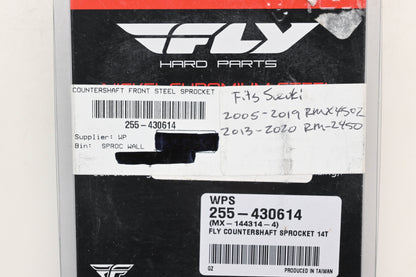 FLY
HARD PARTS
COUNTERSHAFT FRONT STEEL SPROCKET
255-430614
Supplier: WP
Bin: SPROC WALL
Fits Suzuki
2005-2019 RMX450Z
2013-2020 RM-Z450
WPS
255-430614
(MX-144314-4)
FLY COUNTERSHAFT SPROCKET 14T
GZ
PRODUCED IN TAIWAN